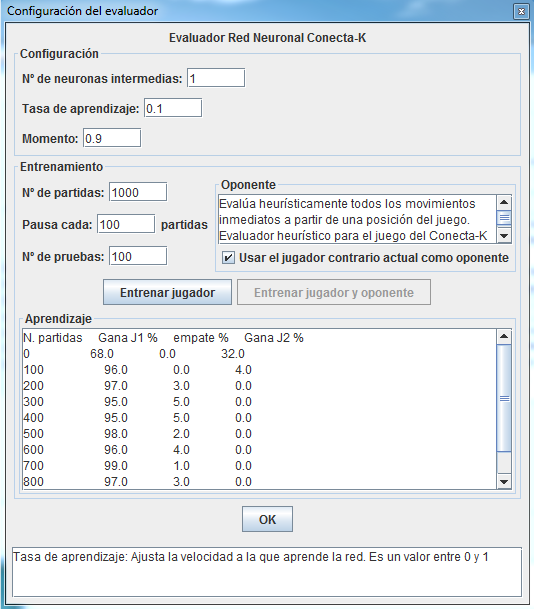 Configuración del evaluador
Evaluador Red Neuronal Conecta-K
Configuración
Nº de neuronas intermedias: 1
Tasa de aprendizaje: 0.1
Momento: 0.9
Entrenamiento
Nº de partidas: 1000
Pausa cada: 100 partidas
Nº de pruebas: 100
Oponente
Evalúa heurísticamente todos los movimientos
inmediatos a partir de una posición del juego.
Evaluador heurístico para el juego del Conecta-K
Usar el jugador contrario actual como oponente
Entrenar jugador
Entrenar jugador y oponente
Aprendizaje
N. partidas Gana J1 % empate % Gana J2 %
0 68.0 0.0 32.0
100 96.0 0.0 4.0
200 97.0 3.0 0.0
300 95.0 5.0 0.0
400 95.0 5.0 0.0
500 98.0 2.0 0.0
600 96.0 4.0 0.0
700 99.0 1.0 0.0
800 97.0 3.0 0.0
OK
Tasa de aprendizaje: Ajusta la velocidad a la que aprende la red. Es un valor entre 0 y 1